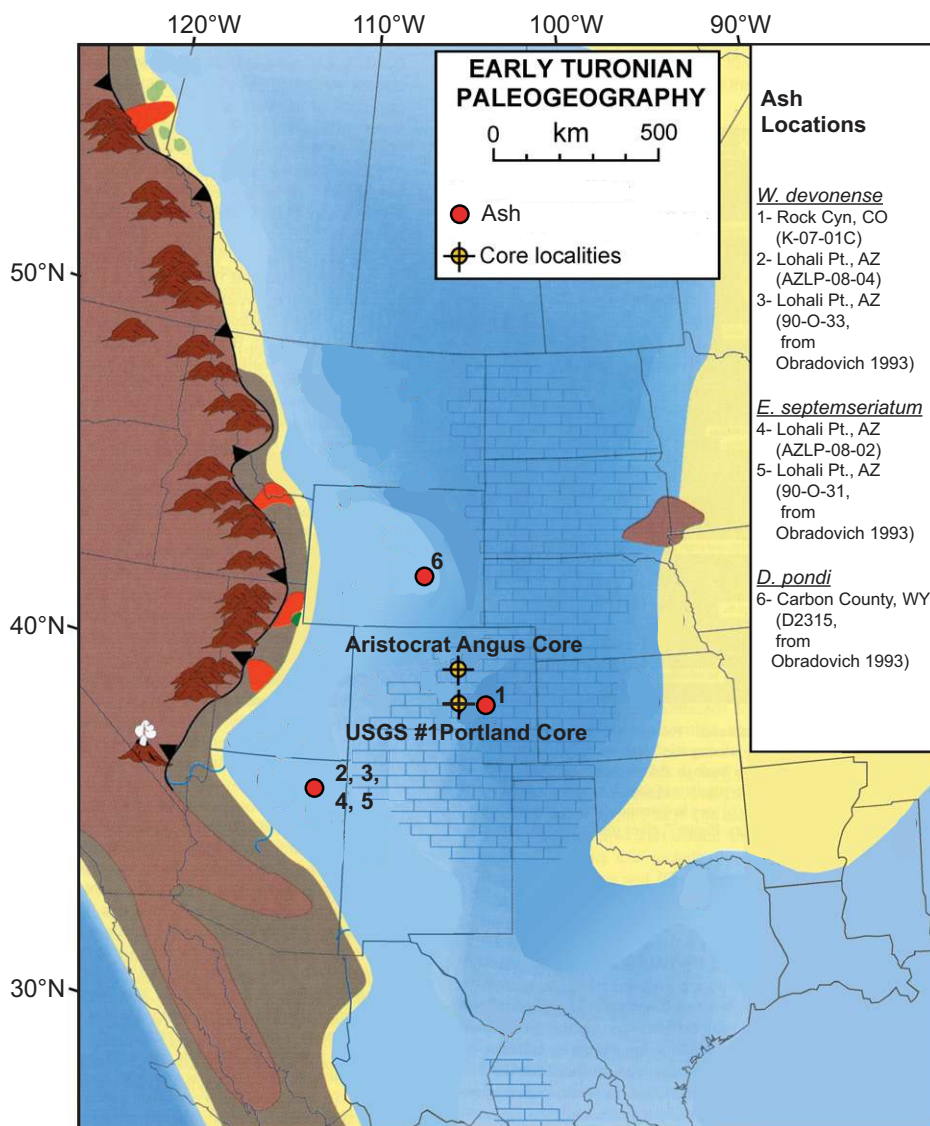 120°W
110°W
100°W
90°W
50°N
40°N
30°N
EARLY TURONIAN
PALEOGEOGRAPHY
0 km 500
Ash
Core localities
6
Aristocrat Angus Core
1
USGS #1Portland Core
2, 3,
4, 5
Ash
Locations
W. devonense
1- Rock Cyn, CO
(K-07-01C)
2- Lohali Pt., AZ
(AZLP-08-04)
3- Lohali Pt., AZ
(90-O-33,
from
Obradovich 1993)
E. septemseriatum
4- Lohali Pt., AZ
(AZLP-08-02)
5- Lohali Pt., AZ
(90-O-31,
from
Obradovich 1993)
D. pondi
6- Carbon County, WY
(D2315,
from
Obradovich 1993)